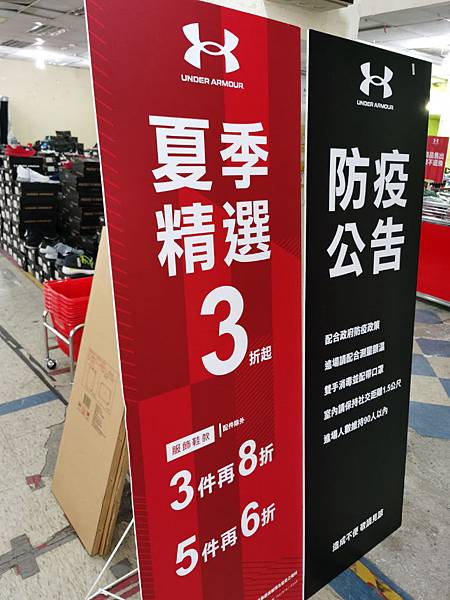 UNDER ARMOUR
夏季
精選
3折起
服飾鞋款
配件除外
3件再8折
5件再6折
UNDER ARMOUR
防疫
公告
配合政府防疫政策
進場請配合測量額溫
雙手消毒並配帶口罩
室內請保持社交距離1.5公尺
進場人數維持90人以內
造成不便 敬請見諒